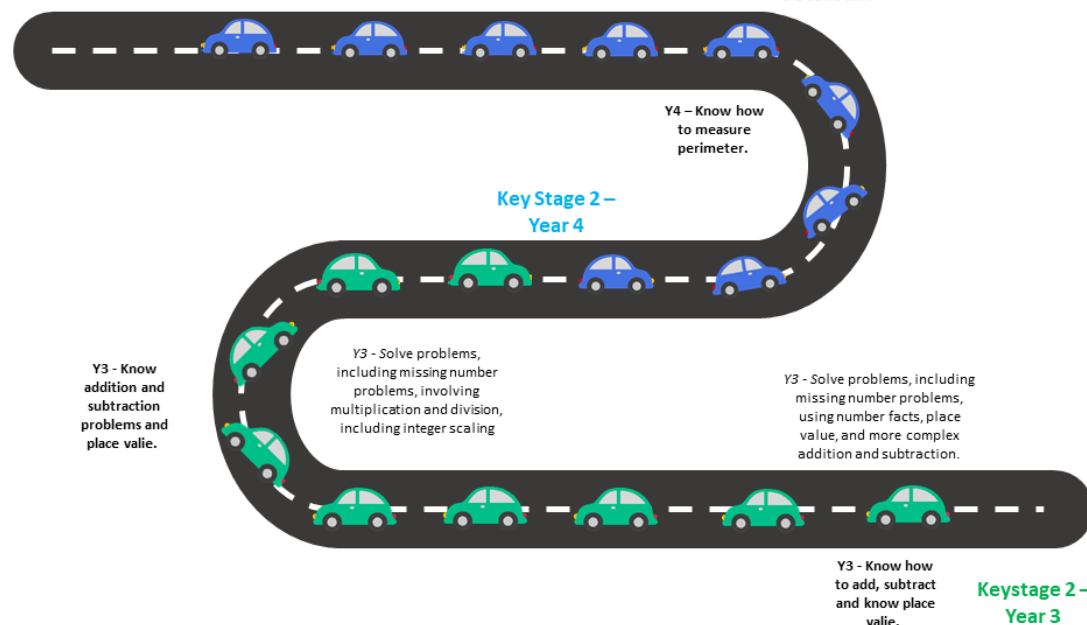 Y4 – Know how
to measure
perimeter.
Key Stage 2 –
Year 4
Y3 - Know
addition and
subtraction
problems and
place valie.
Y3 - Solve problems,
including missing number
problems, involving
multiplication and division,
including integer scaling
Y3 - Solve problems, including
missing number problems,
using number facts, place
value, and more complex
addition and subtraction.
Y3 - Know how
to add, subtract
and know place
valie.
Keystage 2 –
Year 3